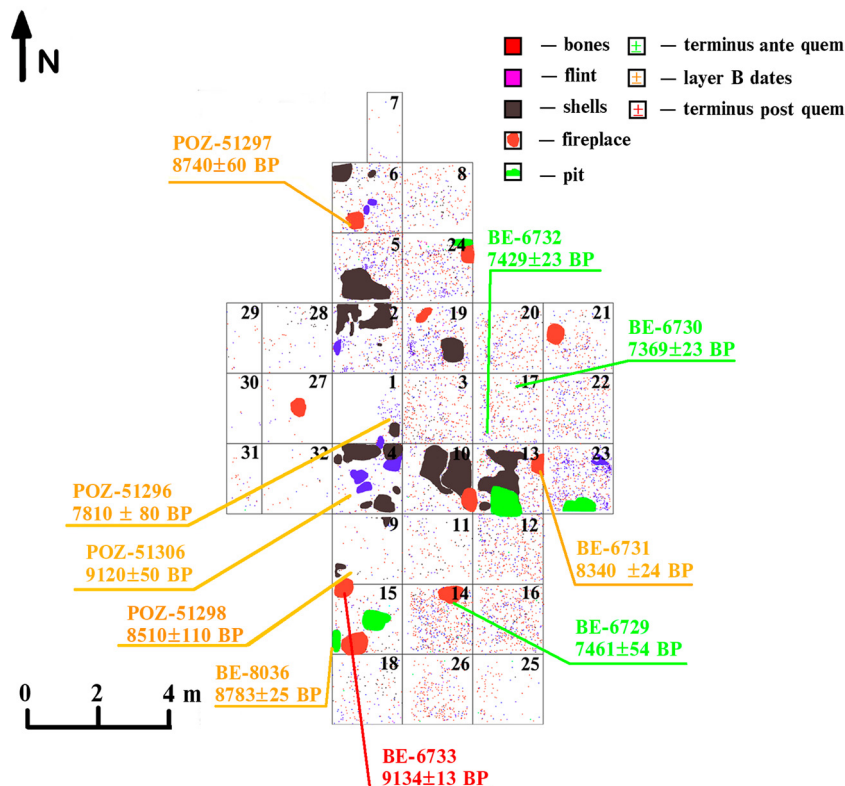 N
— bones
— flint
— shells
— fireplace
— pit
± — terminus ante quem
± — layer B dates
± — terminus post quem
7
POZ-51297
8740±60 BP
6 8
5 24
BE-6732
7429±23 BP
29 28 2 19 20 21
BE-6730
7369±23 BP
30 27 1 3 17 22
31 32 4 10 13 23
POZ-51296
7810 ± 80 BP
9 11 12
POZ-51306
9120±50 BP
BE-6731
8340 ±24 BP
15 14 16
POZ-51298
8510±110 BP
BE-6729
7461±54 BP
BE-8036
8783±25 BP
18 26 25
0 2 4 m
BE-6733
9134±13 BP